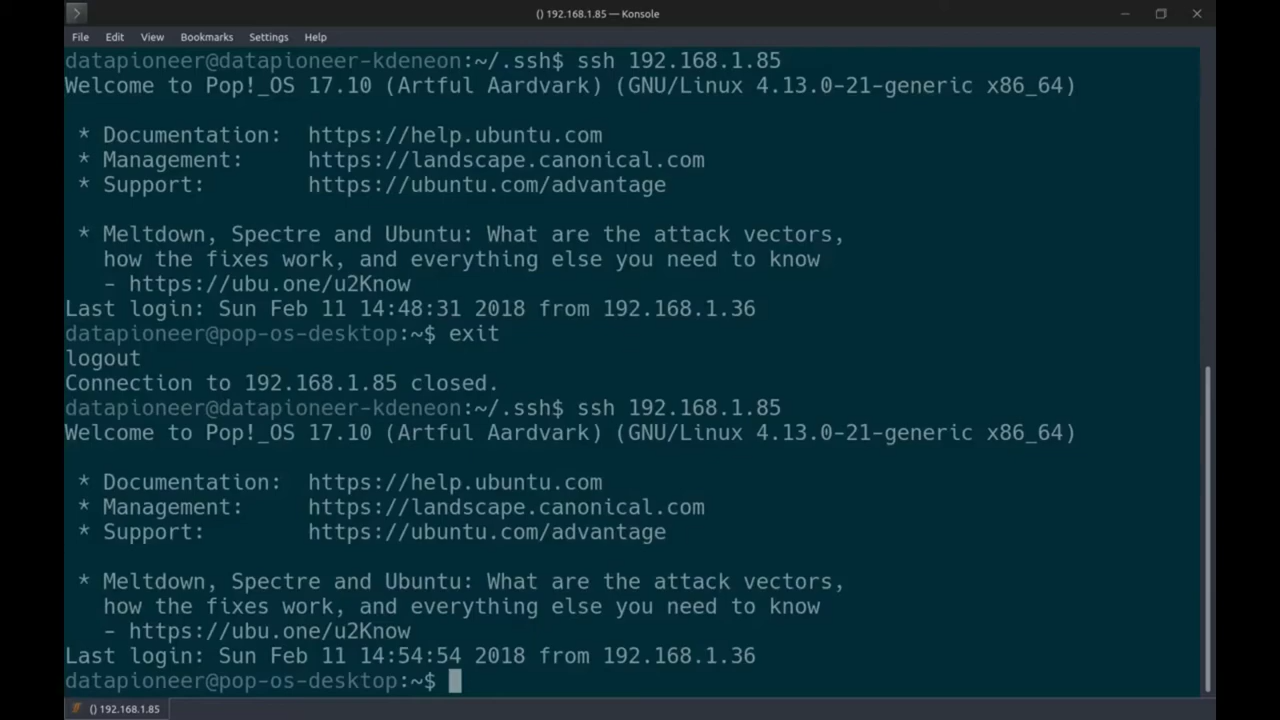 () 192.168.1.85 — Konsole
File Edit View Bookmarks Settings Help
datapioneer@datapioneer-kdeneon:~/.ssh$ ssh 192.168.1.85
Welcome to Pop!_OS 17.10 (Artful Aardvark) (GNU/Linux 4.13.0-21-generic x86_64)
* Documentation:  https://help.ubuntu.com
* Management:     https://landscape.canonical.com
* Support:        https://ubuntu.com/advantage
* Meltdown, Spectre and Ubuntu: What are the attack vectors,
how the fixes work, and everything else you need to know
- https://ubu.one/u2Know
Last login: Sun Feb 11 14:48:31 2018 from 192.168.1.36
datapioneer@pop-os-desktop:~$ exit
logout
Connection to 192.168.1.85 closed.
datapioneer@datapioneer-kdeneon:~/.ssh$ ssh 192.168.1.85
Welcome to Pop!_OS 17.10 (Artful Aardvark) (GNU/Linux 4.13.0-21-generic x86_64)
* Documentation:  https://help.ubuntu.com
* Management:     https://landscape.canonical.com
* Support:        https://ubuntu.com/advantage
* Meltdown, Spectre and Ubuntu: What are the attack vectors,
how the fixes work, and everything else you need to know
- https://ubu.one/u2Know
Last login: Sun Feb 11 14:54:54 2018 from 192.168.1.36
datapioneer@pop-os-desktop:~$
() 192.168.1.85